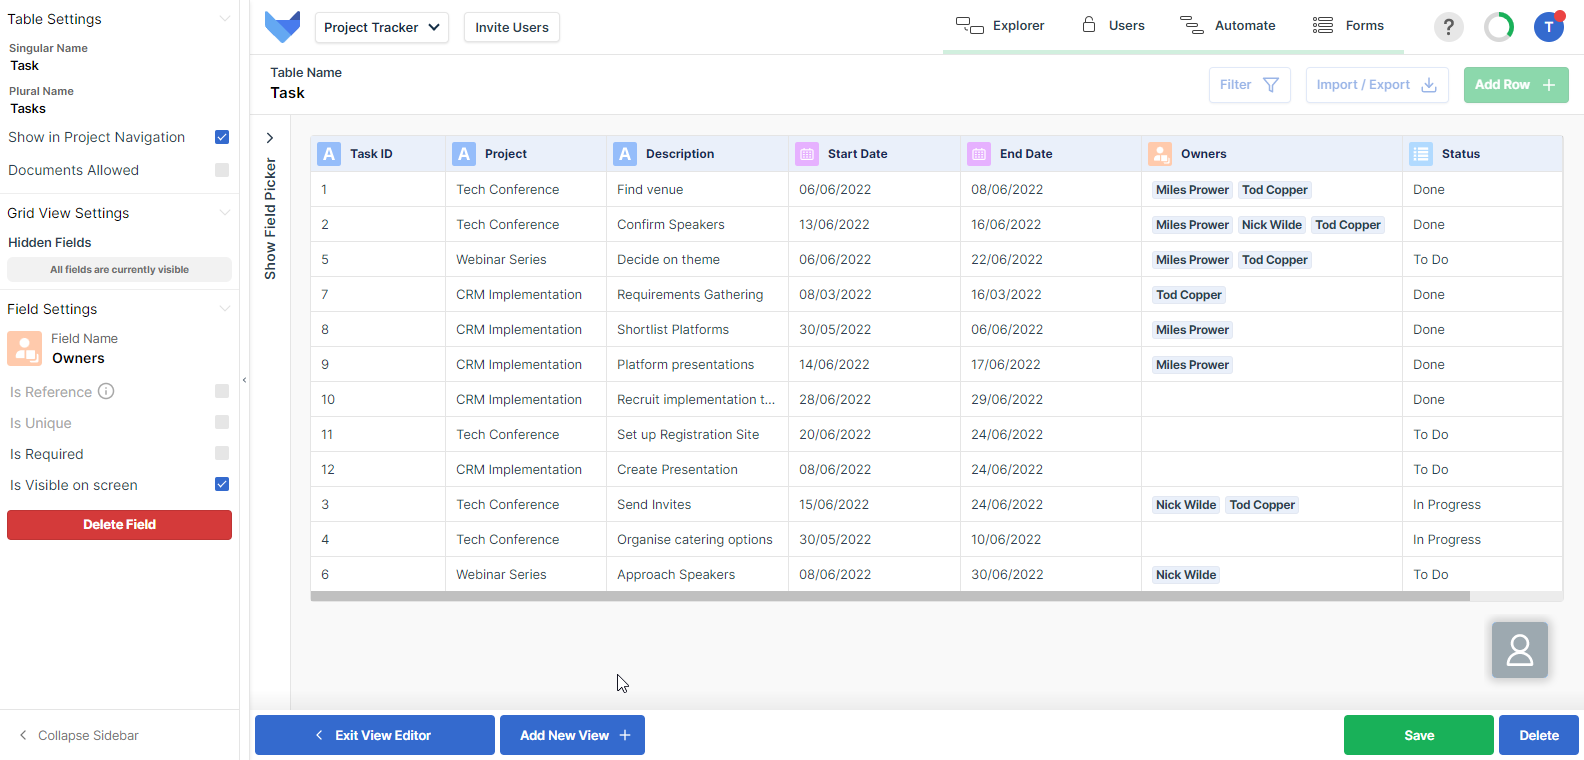 Table Settings
Singular Name
Task
Plural Name
Tasks
Show in Project Navigation
Documents Allowed
Grid View Settings
Hidden Fields
All fields are currently visible
Field Settings
Field Name
Owners
Is Reference
Is Unique
Is Required
Is Visible on screen
Delete Field
Collapse Sidebar
Project Tracker
Invite Users
Explorer
Users
Automate
Forms
?
T
Table Name
Task
Filter
Import / Export
Add Row
Show Field Picker
A Task ID A Project A Description Start Date End Date Owners Status
1 Tech Conference Find venue 06/06/2022 08/06/2022 Miles Prower Tod Copper Done
2 Tech Conference Confirm Speakers 13/06/2022 16/06/2022 Miles Prower Nick Wilde Tod Copper Done
5 Webinar Series Decide on theme 06/06/2022 22/06/2022 Miles Prower Tod Copper To Do
7 CRM Implementation Requirements Gathering 08/03/2022 16/03/2022 Tod Copper Done
8 CRM Implementation Shortlist Platforms 30/05/2022 06/06/2022 Miles Prower Done
9 CRM Implementation Platform presentations 14/06/2022 17/06/2022 Miles Prower Done
10 CRM Implementation Recruit implementation t... 28/06/2022 29/06/2022 Done
11 Tech Conference Set up Registration Site 20/06/2022 24/06/2022 To Do
12 CRM Implementation Create Presentation 08/06/2022 24/06/2022 To Do
3 Tech Conference Send Invites 15/06/2022 24/06/2022 Nick Wilde Tod Copper In Progress
4 Tech Conference Organise catering options 30/05/2022 10/06/2022 In Progress
6 Webinar Series Approach Speakers 08/06/2022 30/06/2022 Nick Wilde To Do
Exit View Editor
Add New View
Save
Delete